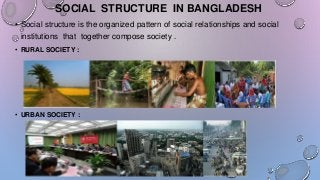 SOCIAL STRUCTURE IN BANGLADESH
• Social structure is the organized pattern of social relationships and social
institutions that together compose society .
• RURAL SOCIETY :
• URBAN SOCIETY :